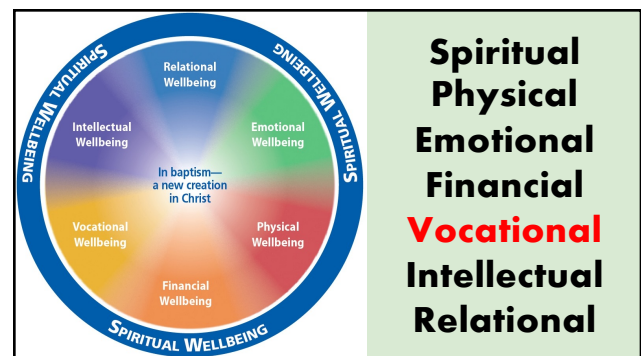 SPIRITUAL WELLBEING
SPIRITUAL WELLBEING
SPIRITUAL WELLBEING
Relational
Wellbeing
Intellectual
Wellbeing
Emotional
Wellbeing
In baptism—
a new creation
in Christ
Vocational
Wellbeing
Physical
Wellbeing
Financial
Wellbeing
Spiritual
Physical
Emotional
Financial
Vocational
Intellectual
Relational